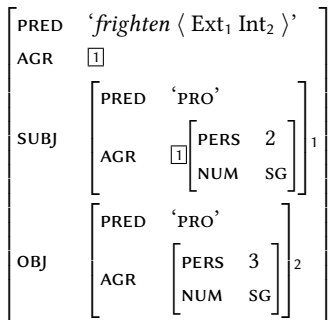 PRED ‘frighten ⟨ Ext₁ Int₂ ⟩’
AGR 1
PRED ‘PRO’
SUBJ AGR 1 PERS 2 1
NUM SG
PRED ‘PRO’
OBJ AGR PERS 3 2
NUM SG